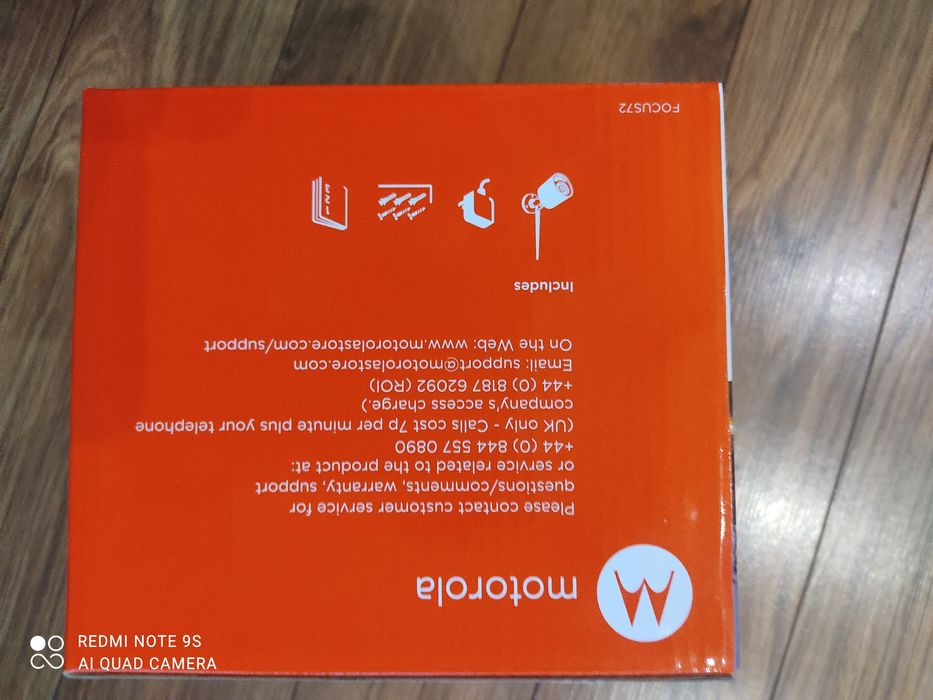 motorola
Please contact customer service for
questions/comments, warranty, support
or service related to the product at:
+44 (0) 844 557 0890
(UK only - Calls cost 7p per minute plus your telephone
company's access charge.)
+44 (0) 8187 62092 (ROI)
Email: support@motorolastore.com
On the Web: www.motorolastore.com/support
Includes
1 2 3
FOCUS72
REDMI NOTE 9S
AI QUAD CAMERA